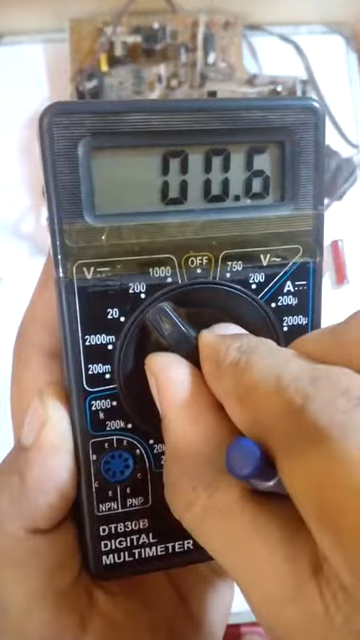 00.6
OFF
V⎓ 1000 750 V~
200 200
20 A⎓
200µ
2000m 2000µ
200m
2000
k
200k
20k
E E
B
C
NPN PNP
DT830B
DIGITAL
MULTIMETER